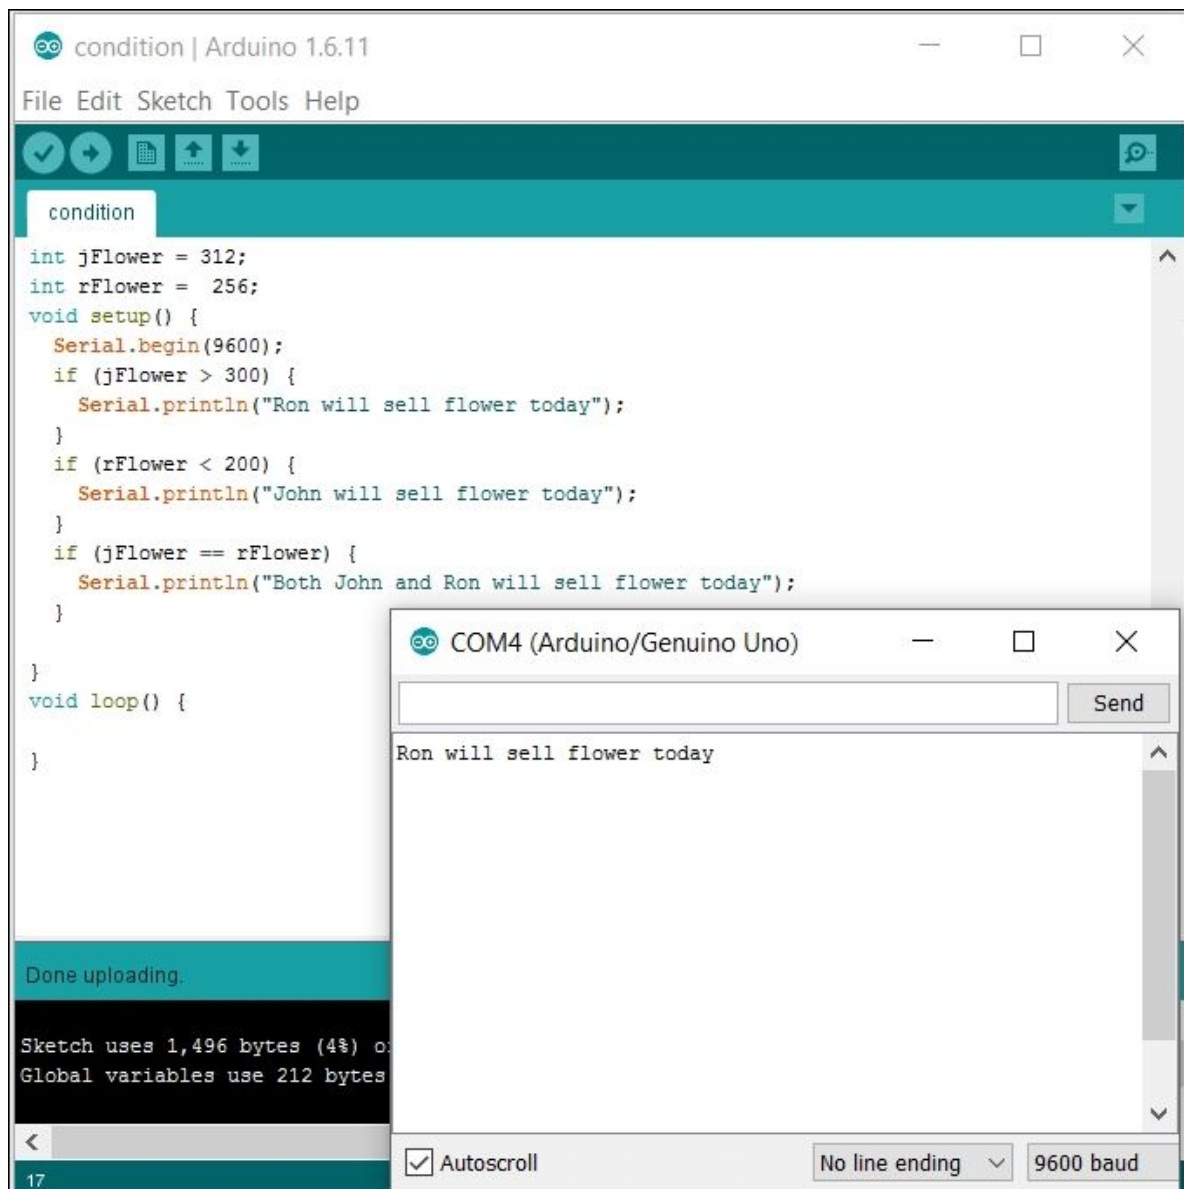 condition | Arduino 1.6.11
File Edit Sketch Tools Help
condition
int jFlower = 312;
int rFlower =  256;
void setup() {
  Serial.begin(9600);
  if (jFlower > 300) {
    Serial.println("Ron will sell flower today");
  }
  if (rFlower < 200) {
    Serial.println("John will sell flower today");
  }
  if (jFlower == rFlower) {
    Serial.println("Both John and Ron will sell flower today");
  }
}
void loop() {
}
COM4 (Arduino/Genuino Uno)
Send
Ron will sell flower today
Done uploading.
Sketch uses 1,496 bytes (4%)
Global variables use 212 bytes
Autoscroll
No line ending
9600 baud
17